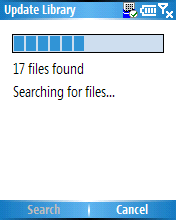 Update Library
17 files found
Searching for files...
Search Cancel